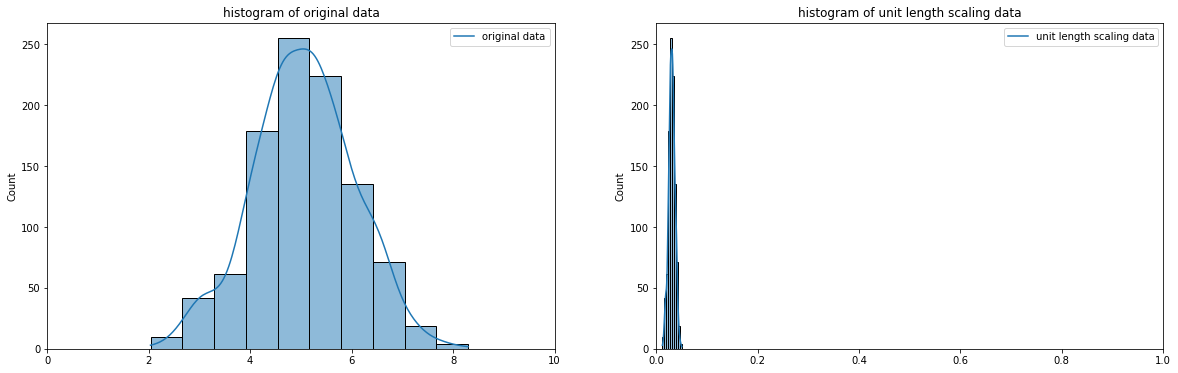 histogram of original data
original data
Count
250
200
150
100
50
0
0 2 4 6 8 10
histogram of unit length scaling data
unit length scaling data
Count
250
200
150
100
50
0
0.0 0.2 0.4 0.6 0.8 1.0